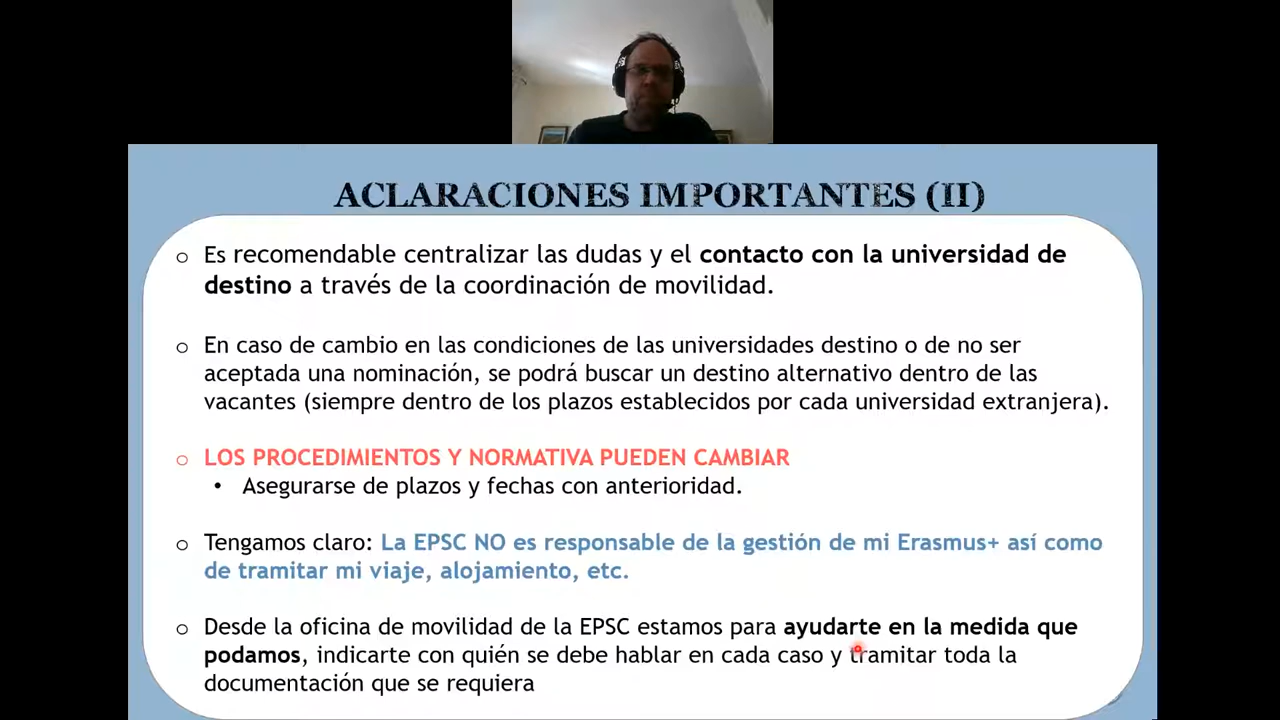 ACLARACIONES IMPORTANTES (II)
o Es recomendable centralizar las dudas y el contacto con la universidad de
destino a través de la coordinación de movilidad.
o En caso de cambio en las condiciones de las universidades destino o de no ser
aceptada una nominación, se podrá buscar un destino alternativo dentro de las
vacantes (siempre dentro de los plazos establecidos por cada universidad extranjera).
o LOS PROCEDIMIENTOS Y NORMATIVA PUEDEN CAMBIAR
• Asegurarse de plazos y fechas con anterioridad.
o Tengamos claro: La EPSC NO es responsable de la gestión de mi Erasmus+ así como
de tramitar mi viaje, alojamiento, etc.
o Desde la oficina de movilidad de la EPSC estamos para ayudarte en la medida que
podamos, indicarte con quién se debe hablar en cada caso y tramitar toda la
documentación que se requiera